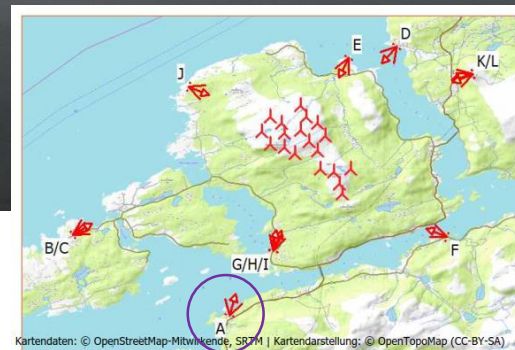 D
E
K/L
J
B/C
F
G/H/I
A
Kartendaten: © OpenStreetMap-Mitwirkende, SRTM | Kartendarstellung: © OpenTopoMap (CC-BY-SA)